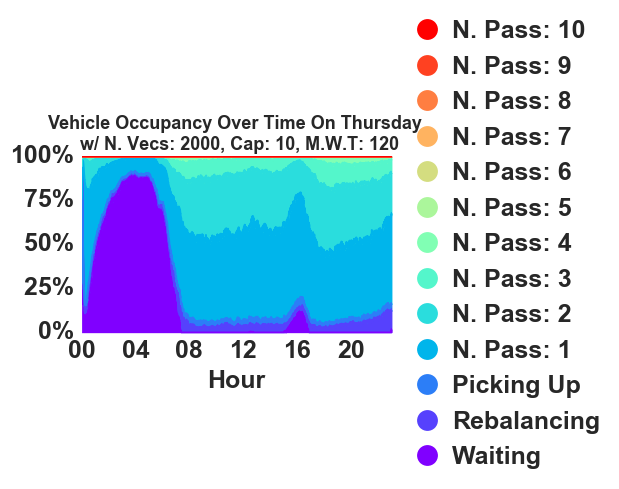 Vehicle Occupancy Over Time On Thursday
w/ N. Vecs: 2000, Cap: 10, M.W.T: 120
100%
75%
50%
25%
0%
00 04 08 12 16 20
Hour
N. Pass: 10
N. Pass: 9
N. Pass: 8
N. Pass: 7
N. Pass: 6
N. Pass: 5
N. Pass: 4
N. Pass: 3
N. Pass: 2
N. Pass: 1
Picking Up
Rebalancing
Waiting